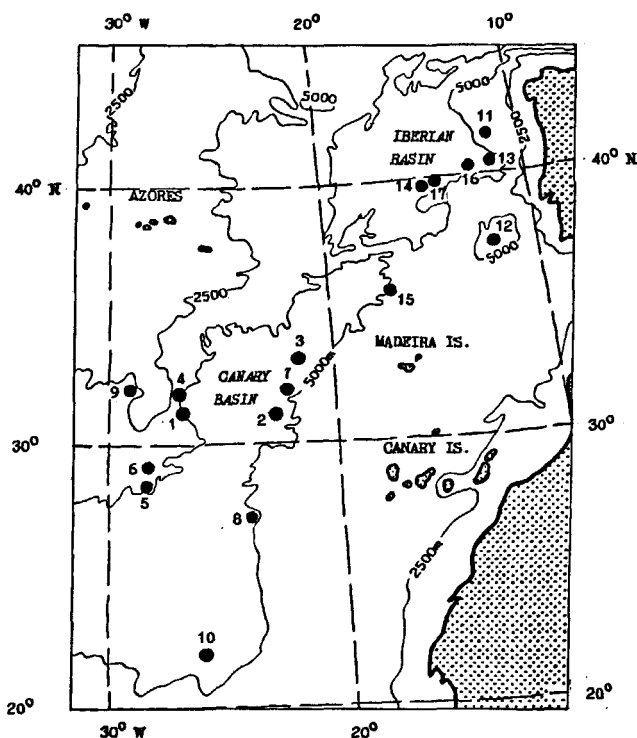 30° W 20° 10°
2500
5000
5000
2500
11
IBERIAN
BASIN
13
16
40° N
40° N
14
17
AZORES
12
5000
2500
15
3
MADEIRA IS.
5000m
9
4
CANARY
BASIN
7
1
2
30°
30°
CANARY IS.
6
5
8
2500m
10
20°
20°
30° W 20°